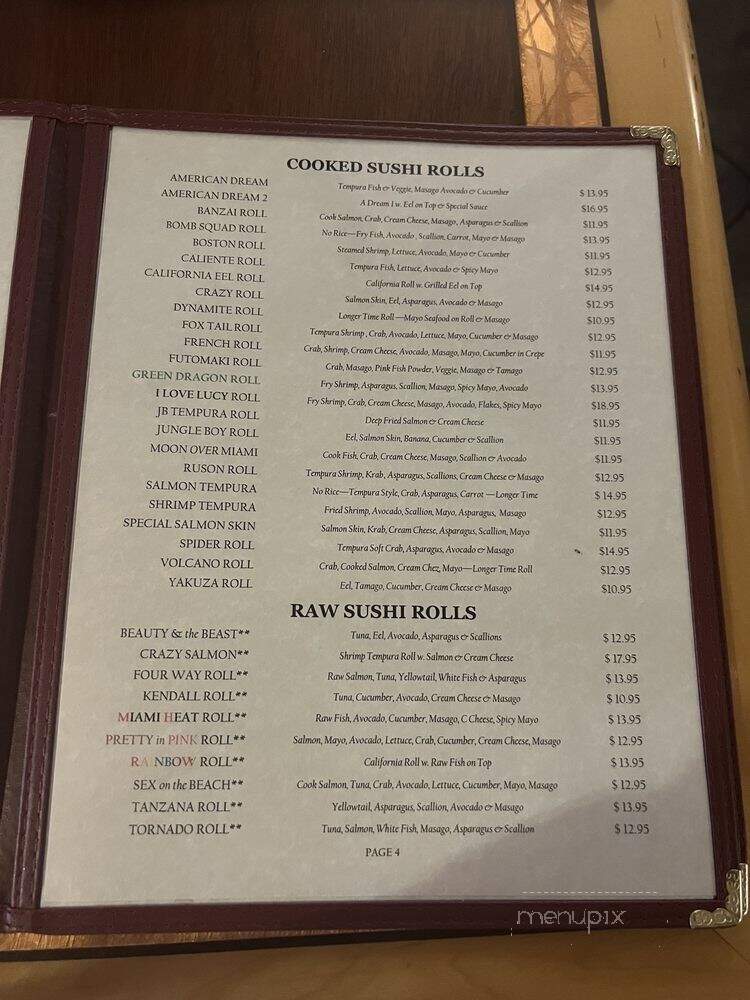 COOKED SUSHI ROLLS
AMERICAN DREAM Tempura Fish & Veggie, Masago Avocado & Cucumber $ 13.95
AMERICAN DREAM 2 A Dream 1 w. Eel on Top & Special Sauce $16.95
BANZAI ROLL Cook Salmon, Crab, Cream Cheese, Masago, Asparagus & Scallion $11.95
BOMB SQUAD ROLL No Rice—Fry Fish, Avocado, Scallion, Carrot, Mayo & Masago $13.95
BOSTON ROLL Steamed Shrimp, Lettuce, Avocado, Mayo & Cucumber $11.95
CALIENTE ROLL Tempura Fish, Lettuce, Avocado & Spicy Mayo $12.95
CALIFORNIA EEL ROLL California Roll w. Grilled Eel on Top $14.95
CRAZY ROLL Salmon Skin, Eel, Asparagus, Avocado & Masago $12.95
DYNAMITE ROLL Longer Time Roll —Mayo Seafood on Roll & Masago $10.95
FOX TAIL ROLL Tempura Shrimp , Crab, Avocado, Lettuce, Mayo, Cucumber & Masago $12.95
FRENCH ROLL Crab, Shrimp, Cream Cheese, Avocado, Masago, Mayo, Cucumber in Crepe $11.95
FUTOMAKI ROLL Crab, Masago, Pink Fish Powder, Veggie, Masago & Tamago $12.95
GREEN DRAGON ROLL Fry Shrimp, Asparagus, Scallion, Masago, Spicy Mayo, Avocado $13.95
I LOVE LUCY ROLL Fry Shrimp, Crab, Cream Cheese, Masago, Avocado, Flakes, Spicy Mayo $18.95
JB TEMPURA ROLL Deep Fried Salmon & Cream Cheese $11.95
JUNGLE BOY ROLL Eel, Salmon Skin, Banana, Cucumber & Scallion $11.95
MOON OVER MIAMI Cook Fish, Crab, Cream Cheese, Masago, Scallion & Avocado $11.95
RUSON ROLL Tempura Shrimp, Krab, Asparagus, Scallions, Cream Cheese & Masago $12.95
SALMON TEMPURA No Rice—Tempura Style, Crab, Asparagus, Carrot —Longer Time $ 14.95
SHRIMP TEMPURA Fried Shrimp, Avocado, Scallion, Mayo, Asparagus, Masago $12.95
SPECIAL SALMON SKIN Salmon Skin, Krab, Cream Cheese, Asparagus, Scallion, Mayo $11.95
SPIDER ROLL Tempura Soft Crab, Asparagus, Avocado & Masago $14.95
VOLCANO ROLL Crab, Cooked Salmon, Cream Chez, Mayo—Longer Time Roll $12.95
YAKUZA ROLL Eel, Tamago, Cucumber, Cream Cheese & Masago $10.95
RAW SUSHI ROLLS
BEAUTY & the BEAST** Tuna, Eel, Avocado, Asparagus & Scallions $ 12.95
CRAZY SALMON** Shrimp Tempura Roll w. Salmon & Cream Cheese $ 17.95
FOUR WAY ROLL** Raw Salmon, Tuna, Yellowtail, White Fish & Asparagus $ 13.95
KENDALL ROLL** Tuna, Cucumber, Avocado, Cream Cheese & Masago $ 10.95
MIAMI HEAT ROLL** Raw Fish, Avocado, Cucumber, Masago, C Cheese, Spicy Mayo $ 13.95
PRETTY in PINK ROLL** Salmon, Mayo, Avocado, Lettuce, Crab, Cucumber, Cream Cheese, Masago $ 12.95
RAINBOW ROLL** California Roll w. Raw Fish on Top $ 13.95
SEX on the BEACH** Cook Salmon, Tuna, Crab, Avocado, Lettuce, Cucumber, Mayo, Masago $ 12.95
TANZANA ROLL** Yellowtail, Asparagus, Scallion, Avocado & Masago $ 13.95
TORNADO ROLL** Tuna, Salmon, White Fish, Masago, Asparagus & Scallion $ 12.95
PAGE 4
menupix